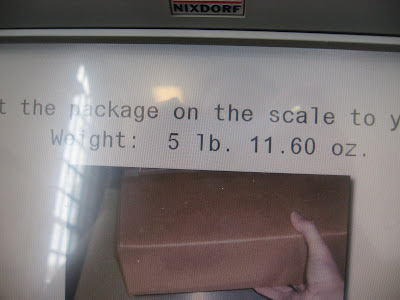 NIXDORF
t the package on the scale to y
Weight: 5 lb. 11.60 oz.